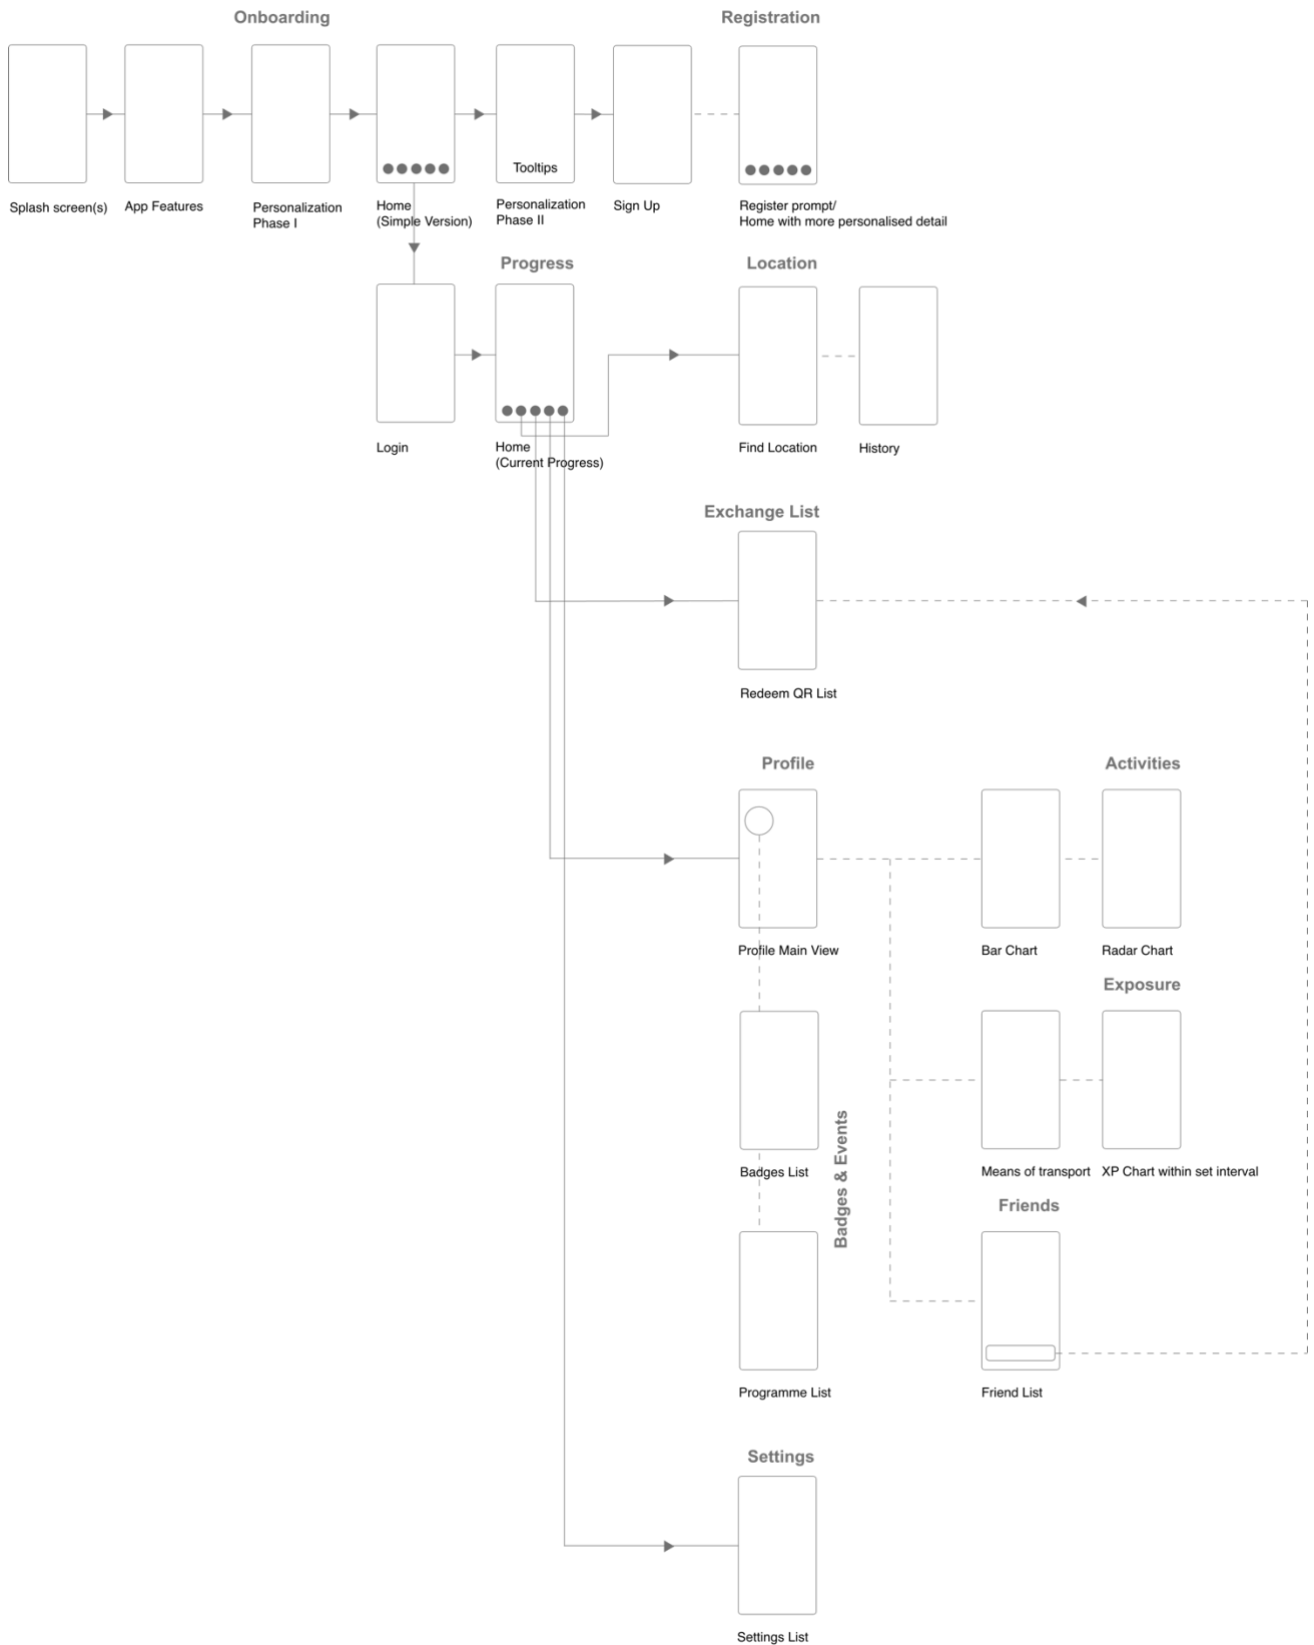 Onboarding
Registration
Tooltips
Splash screen(s)
App Features
Personalization
Phase I
Home
(Simple Version)
Personalization
Phase II
Sign Up
Register prompt/
Home with more personalised detail
Progress
Location
Login
Home
(Current Progress)
Find Location
History
Exchange List
Redeem QR List
Profile
Activities
Profile Main View
Bar Chart
Radar Chart
Exposure
Badges List
Badges & Events
Means of transport
XP Chart within set interval
Friends
Programme List
Friend List
Settings
Settings List